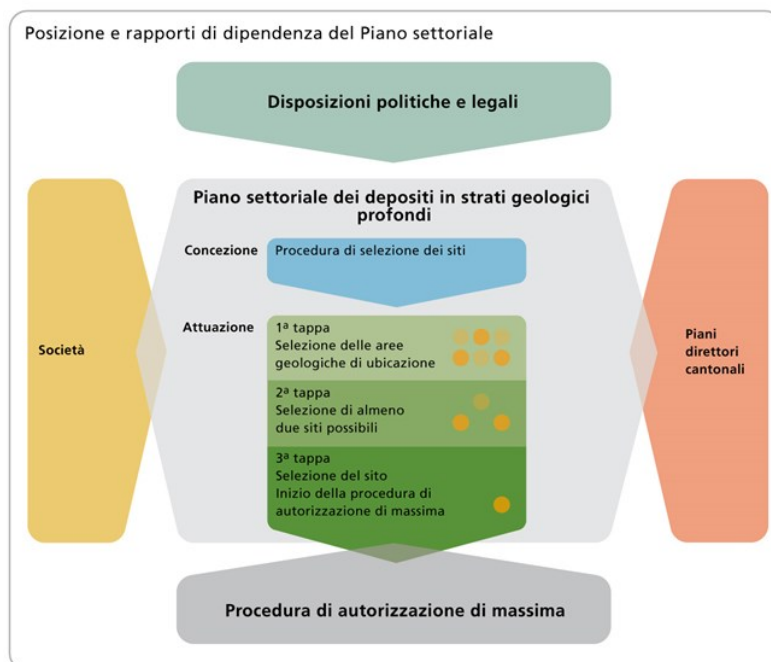 Posizione e rapporti di dipendenza del Piano settoriale
Disposizioni politiche e legali
Piano settoriale dei depositi in strati geologici
profondi
Concezione
Procedura di selezione dei siti
Attuazione
1ª tappa
Selezione delle aree
geologiche di ubicazione
2ª tappa
Selezione di almeno
due siti possibili
3ª tappa
Selezione del sito
Inizio della procedura di
autorizzazione di massima
Società
Piani
direttori
cantonali
Procedura di autorizzazione di massima